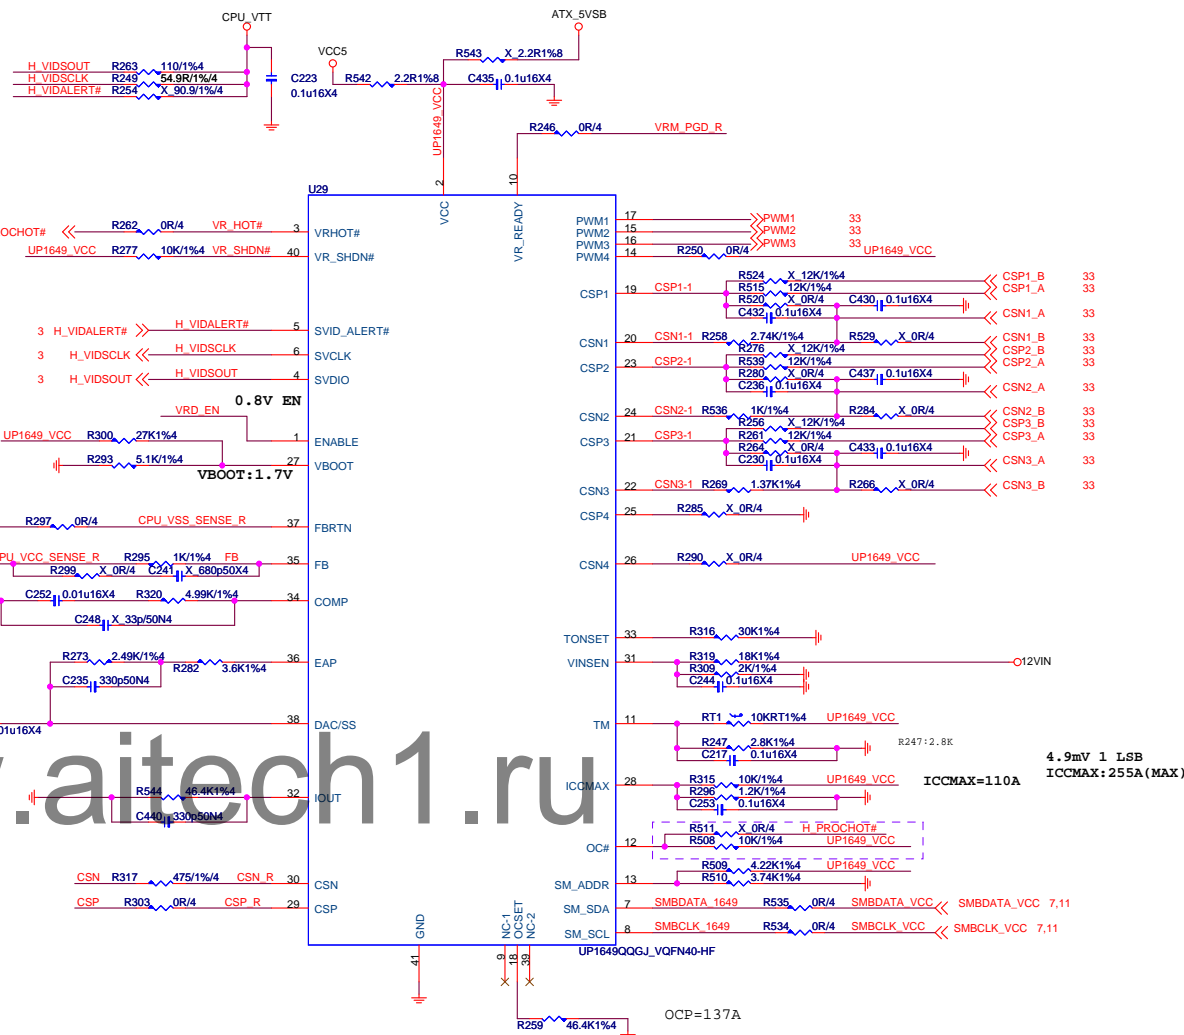 CPU_VTT
ATX_5VSB
H_VIDSOUT R263 110/1%4
H_VIDSCLK R249 54.9R/1%/4
H_VIDALERT# R254 X_90.9/1%/4
C223
0.1u16X4
VCC5
R542 2.2R1%8
R543 X_2.2R1%8
C435 0.1u16X4
UP1649_VCC
R246 0R/4 VRM_PGD_R
U29
2
10
VCC
VR_READY
OCHOT# R262 0R/4 VR_HOT# 3 VRHOT#
UP1649_VCC R277 10K/1%4 VR_SHDN# 40 VR_SHDN#
3 H_VIDALERT# H_VIDALERT# 5 SVID_ALERT#
3 H_VIDSCLK H_VIDSCLK 6 SVCLK
3 H_VIDSOUT H_VIDSOUT 4 SVDIO
0.8V EN
VRD_EN
1 ENABLE
UP1649_VCC R300 27K1%4
R293 5.1K/1%4 27 VBOOT
VBOOT:1.7V
R297 0R/4 CPU_VSS_SENSE_R 37 FBRTN
PU_VCC_SENSE_R R295 1K/1%4 FB 35 FB
R299 X_0R/4 C241 X_680p50X4
C252 0.01u16X4 R320 4.99K/1%4 34 COMP
C248 X_33p/50N4
R273 2.49K/1%4 R282 3.6K1%4 36 EAP
C235 330p50N4
01u16X4
38 DAC/SS
R544 46.4K1%4 32 IOUT
C440 330p50N4
CSN R317 475/1%/4 CSN_R 30 CSN
CSP R303 0R/4 CSP_R 29 CSP
PWM1 17 PWM1 33
PWM2 15 PWM2 33
PWM3 16 PWM3 33
PWM4 14 R250 0R/4 UP1649_VCC
R524 X_12K/1%4 CSP1_B 33
CSP1 19 CSP1-1 R515 12K/1%4 CSP1_A 33
R520 X_0R/4 C430 0.1u16X4
C432 0.1u16X4 CSN1_A 33
CSN1 20 CSN1-1 R258 2.74K/1%4 R529 X_0R/4 CSN1_B 33
R276 X_12K/1%4 CSP2_B 33
CSP2 23 CSP2-1 R539 12K/1%4 CSP2_A 33
R280 X_0R/4 C437 0.1u16X4
C236 0.1u16X4 CSN2_A 33
CSN2 24 CSN2-1 R536 1K/1%4 R284 X_0R/4 CSN2_B 33
R256 X_12K/1%4 CSP3_B 33
CSP3 21 CSP3-1 R261 12K/1%4 CSP3_A 33
R264 X_0R/4 C433 0.1u16X4
C230 0.1u16X4 CSN3_A 33
CSN3 22 CSN3-1 R269 1.37K1%4 R266 X_0R/4 CSN3_B 33
CSP4 25 R285 X_0R/4
CSN4 26 R290 X_0R/4 UP1649_VCC
TONSET 33 R316 30K1%4
VINSEN 31 R319 18K1%4 12VIN
R309 2K/1%4
C244 0.1u16X4
TM 11 RT1 10KRT1%4 UP1649_VCC
R247 2.8K1%4 R247:2.8K
C217 0.1u16X4
4.9mV 1 LSB
ICCMAX:255A(MAX)
ICCMAX 28 R315 10K/1%4 UP1649_VCC ICCMAX=110A
R296 1.2K/1%4
C253 0.1u16X4
R511 X_0R/4 H_PROCHOT#
OC# 12 R508 10K/1%4 UP1649_VCC
R509 4.22K1%4 UP1649_VCC
SM_ADDR 13 R510 3.74K1%4
SM_SDA 7 SMBDATA_1649 R535 0R/4 SMBDATA_VCC SMBDATA_VCC 7,11
SM_SCL 8 SMBCLK_1649 R534 0R/4 SMBCLK_VCC SMBCLK_VCC 7,11
GND
NC-1
OCSET
NC-2
41
9
18
39
UP1649QQGJ_VQFN40-HF
R259 46.4K1%4
OCP=137A
.aitech1.ru